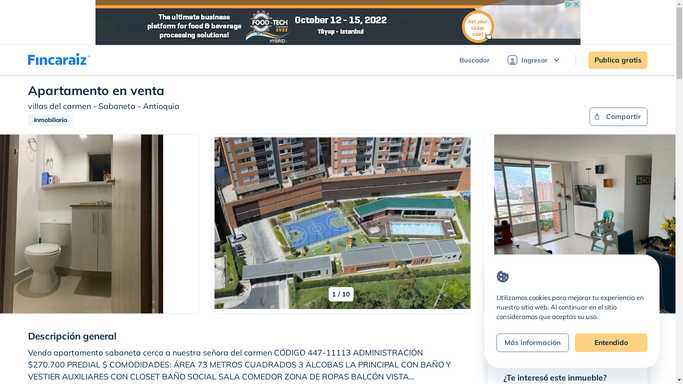 The ultimate business
platform for food & beverage
processing solutions!
FOOD-TECH
HYBRID
October 12 - 15, 2022
Tüyap - Istanbul
Fincaraiz
Buscador
Ingresar
Publica gratis
Apartamento en venta
villas del carmen - Sabaneta - Antioquia
Inmobiliaria
Compartir
1 / 10
Utilizamos cookies para mejorar tu experiencia en
nuestro sitio web. Al continuar en el sitio
consideramos que aceptas su uso.
Más información
Entendido
Descripción general
Vendo apartamento sabaneta cerca a nuestra señora del carmen CÓDIGO 447-11113 ADMINISTRACIÓN
$270.700 PREDIAL $ COMODIDADES: ÁREA 73 METROS CUADRADOS 3 ALCOBAS LA PRINCIPAL CON BAÑO Y
VESTIER AUXILIARES CON CLOSET BAÑO SOCIAL SALA COMEDOR ZONA DE ROPAS BALCÓN VISTA...
¿Te interesó este inmueble?